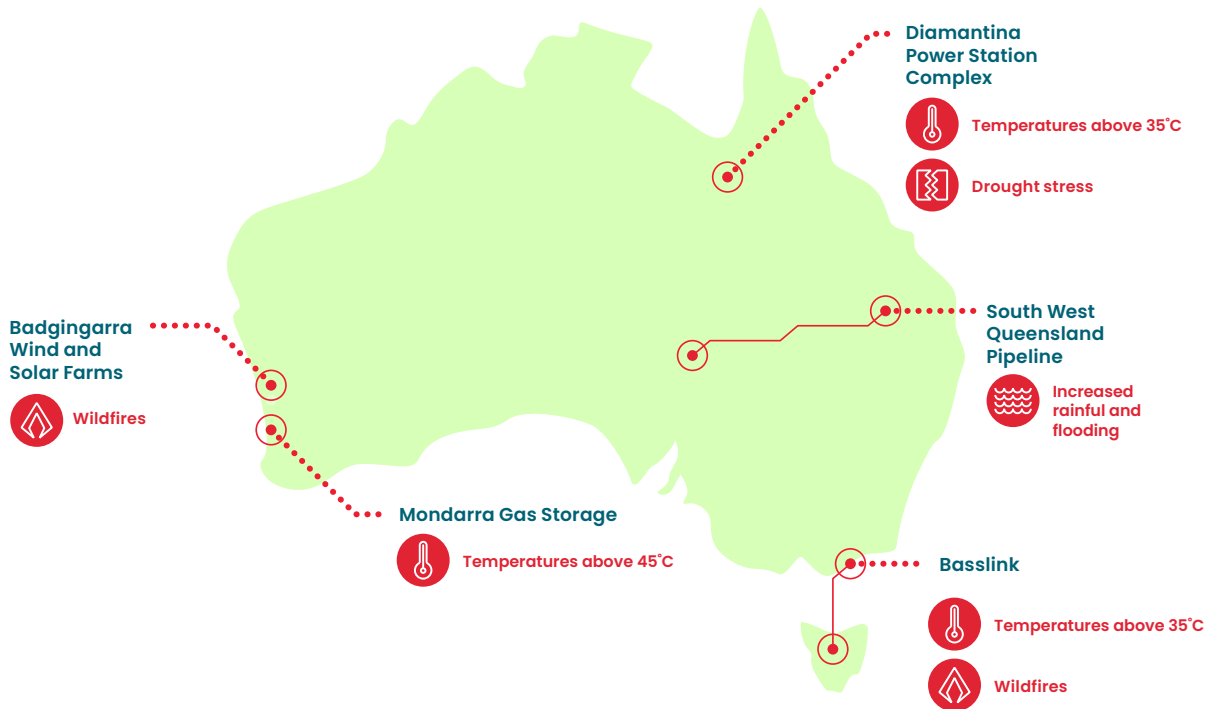 Diamantina
Power Station
Complex
Temperatures above 35°C
Drought stress
South West
Queensland
Pipeline
Increased
rainful and
flooding
Badgingarra
Wind and
Solar Farms
Wildfires
Mondarra Gas Storage
Temperatures above 45°C
Basslink
Temperatures above 35°C
Wildfires